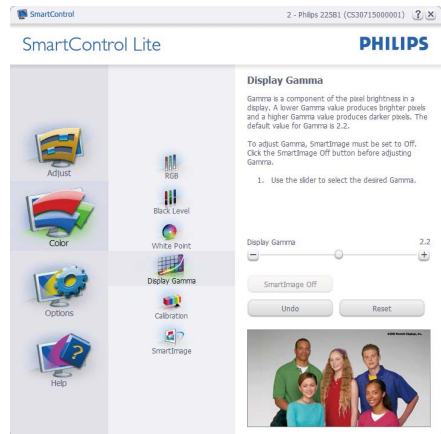 SmartControl
2 - Philips 225B1 (CS30715000001)
?
SmartControl Lite
PHILIPS
Adjust
Color
Options
Help
RGB
Black Level
White Point
Display Gamma
Calibration
SmartImage
Display Gamma
Gamma is a component of the pixel brightness in a
display. A lower Gamma value produces brighter pixels
and a higher Gamma value produces darker pixels. The
default value for Gamma is 2.2.
To adjust Gamma, SmartImage must be set to Off.
Click the SmartImage Off button before adjusting
Gamma.
1. Use the slider to select the desired Gamma.
Display Gamma 2.2
SmartImage Off
Undo
Reset